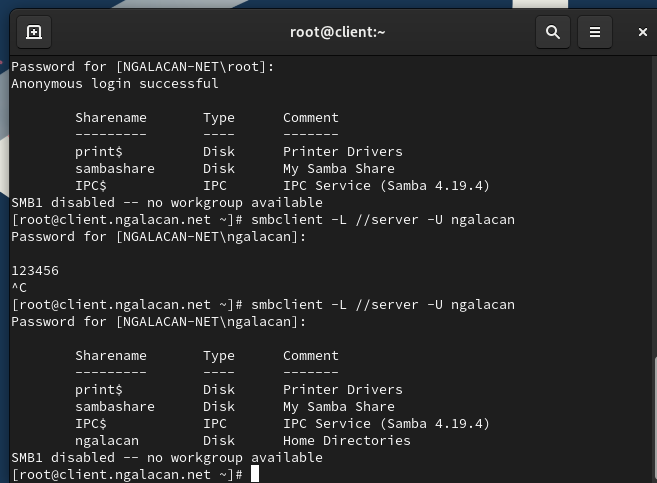 root@client:~
Password for [NGALACAN-NET\root]:
Anonymous login successful
Sharename Type Comment
--------- ---- -------
print$ Disk Printer Drivers
sambashare Disk My Samba Share
IPC$ IPC IPC Service (Samba 4.19.4)
SMB1 disabled -- no workgroup available
[root@client.ngalacan.net ~]# smbclient -L //server -U ngalacan
Password for [NGALACAN-NET\ngalacan]:
123456
^C
[root@client.ngalacan.net ~]# smbclient -L //server -U ngalacan
Password for [NGALACAN-NET\ngalacan]:
Sharename Type Comment
--------- ---- -------
print$ Disk Printer Drivers
sambashare Disk My Samba Share
IPC$ IPC IPC Service (Samba 4.19.4)
ngalacan Disk Home Directories
SMB1 disabled -- no workgroup available
[root@client.ngalacan.net ~]#